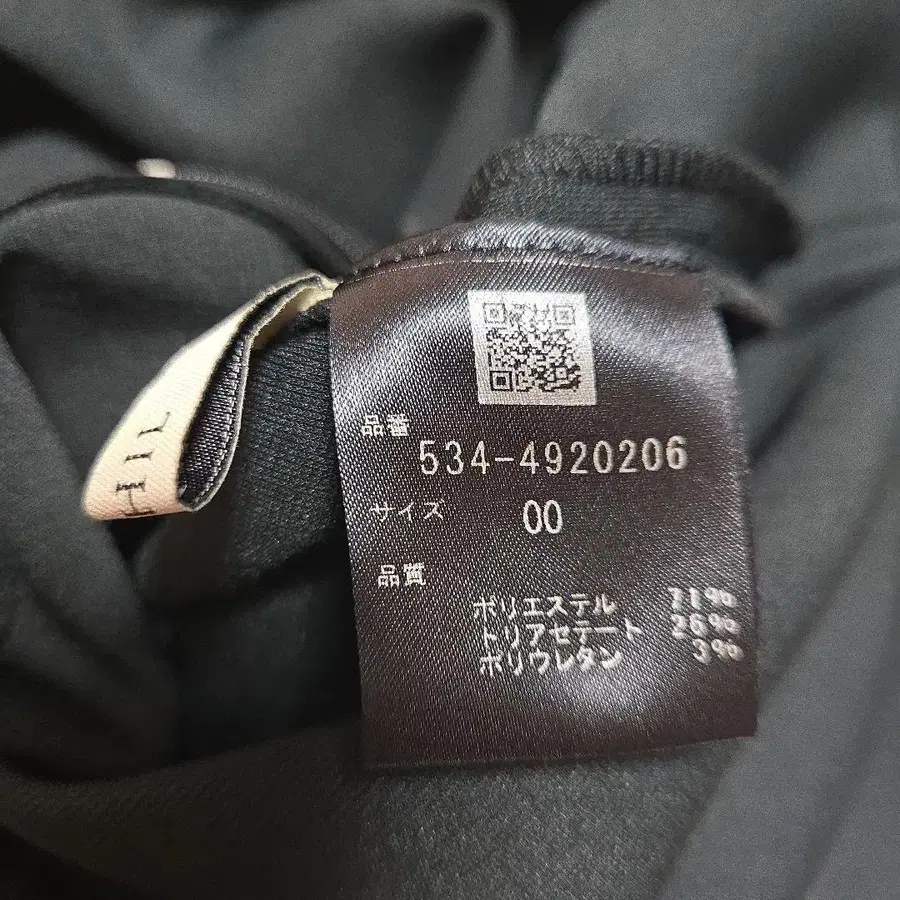 HIL
品番
534-4920206
サイズ 00
品質
ポリエステル 71%
トリアセテート 26%
ポリウレタン 3%